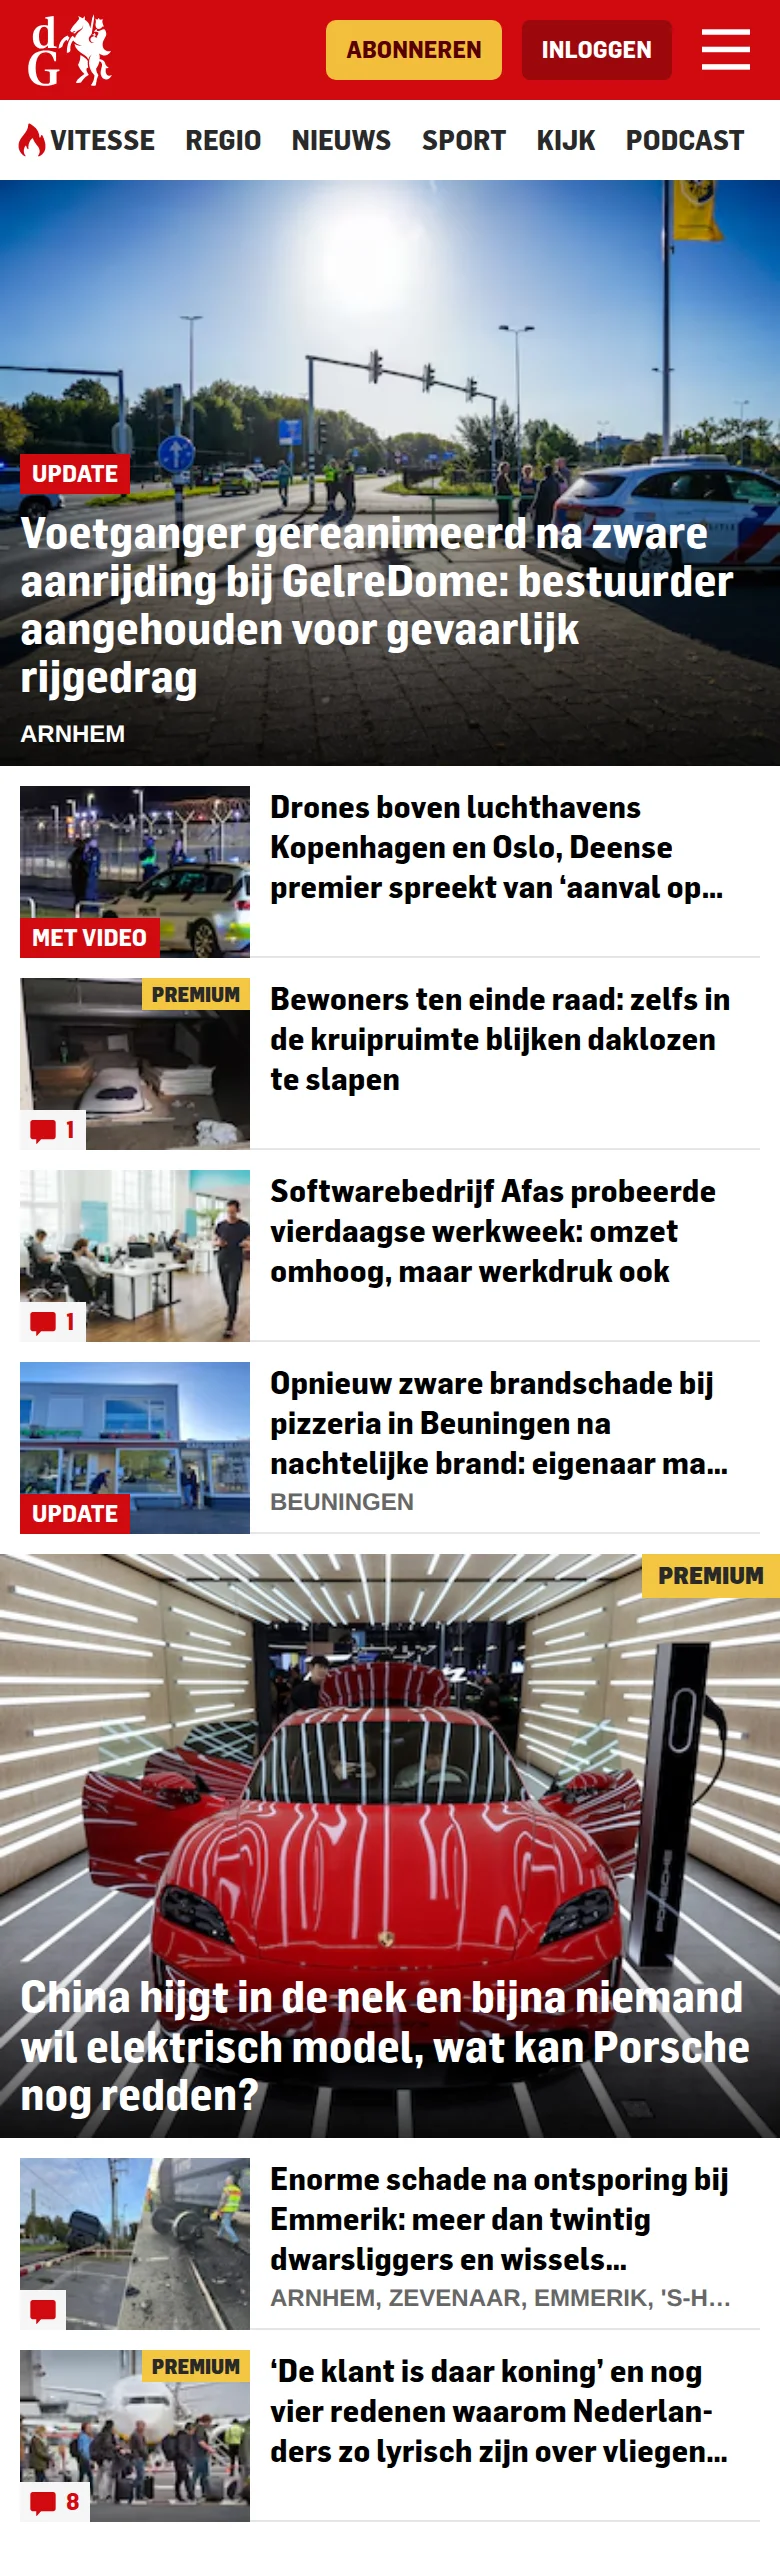 d
G
ABONNEREN
INLOGGEN
VITESSE
REGIO
NIEUWS
SPORT
KIJK
PODCAST
UPDATE
Voetganger gereanimeerd na zware
aanrijding bij GelreDome: bestuurder
aangehouden voor gevaarlijk
rijgedrag
ARNHEM
MET VIDEO
Drones boven luchthavens
Kopenhagen en Oslo, Deense
premier spreekt van ‘aanval op...
PREMIUM
1
Bewoners ten einde raad: zelfs in
de kruipruimte blijken daklozen
te slapen
1
Softwarebedrijf Afas probeerde
vierdaagse werkweek: omzet
omhoog, maar werkdruk ook
UPDATE
Opnieuw zware brandschade bij
pizzeria in Beuningen na
nachtelijke brand: eigenaar ma...
BEUNINGEN
PREMIUM
PORSCHE
China hijgt in de nek en bijna niemand
wil elektrisch model, wat kan Porsche
nog redden?
Enorme schade na ontsporing bij
Emmerik: meer dan twintig
dwarsliggers en wissels...
ARNHEM, ZEVENAAR, EMMERIK, 'S-H...
PREMIUM
8
‘De klant is daar koning’ en nog
vier redenen waarom Nederlan-
ders zo lyrisch zijn over vliegen...